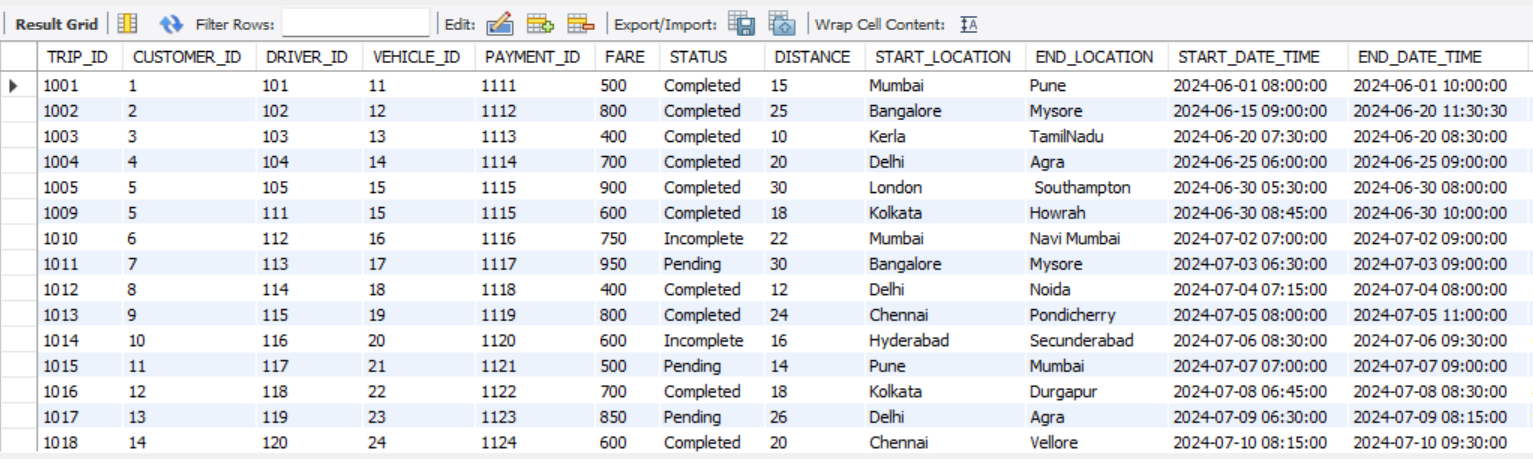 Result Grid Filter Rows: Edit: Export/Import: Wrap Cell Content: IA
TRIP_ID CUSTOMER_ID DRIVER_ID VEHICLE_ID PAYMENT_ID FARE STATUS DISTANCE START_LOCATION END_LOCATION START_DATE_TIME END_DATE_TIME
1001 1 101 11 1111 500 Completed 15 Mumbai Pune 2024-06-01 08:00:00 2024-06-01 10:00:00
1002 2 102 12 1112 800 Completed 25 Bangalore Mysore 2024-06-15 09:00:00 2024-06-20 11:30:30
1003 3 103 13 1113 400 Completed 10 Kerla TamilNadu 2024-06-20 07:30:00 2024-06-20 08:30:00
1004 4 104 14 1114 700 Completed 20 Delhi Agra 2024-06-25 06:00:00 2024-06-25 09:00:00
1005 5 105 15 1115 900 Completed 30 London Southampton 2024-06-30 05:30:00 2024-06-30 08:00:00
1009 5 111 15 1115 600 Completed 18 Kolkata Howrah 2024-06-30 08:45:00 2024-06-30 10:00:00
1010 6 112 16 1116 750 Incomplete 22 Mumbai Navi Mumbai 2024-07-02 07:00:00 2024-07-02 09:00:00
1011 7 113 17 1117 950 Pending 30 Bangalore Mysore 2024-07-03 06:30:00 2024-07-03 09:00:00
1012 8 114 18 1118 400 Completed 12 Delhi Noida 2024-07-04 07:15:00 2024-07-04 08:00:00
1013 9 115 19 1119 800 Completed 24 Chennai Pondicherry 2024-07-05 08:00:00 2024-07-05 11:00:00
1014 10 116 20 1120 600 Incomplete 16 Hyderabad Secunderabad 2024-07-06 08:30:00 2024-07-06 09:30:00
1015 11 117 21 1121 500 Pending 14 Pune Mumbai 2024-07-07 07:00:00 2024-07-07 09:00:00
1016 12 118 22 1122 700 Completed 18 Kolkata Durgapur 2024-07-08 06:45:00 2024-07-08 08:30:00
1017 13 119 23 1123 850 Pending 26 Delhi Agra 2024-07-09 06:30:00 2024-07-09 08:15:00
1018 14 120 24 1124 600 Completed 20 Chennai Vellore 2024-07-10 08:15:00 2024-07-10 09:30:00